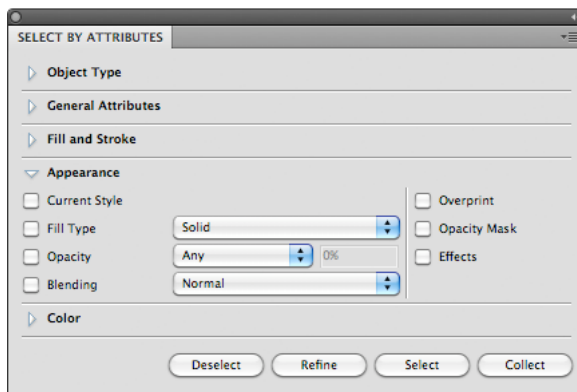 SELECT BY ATTRIBUTES
Object Type
General Attributes
Fill and Stroke
Appearance
Current Style
Overprint
Fill Type Solid
Opacity Mask
Opacity Any 0%
Effects
Blending Normal
Color
Deselect Refine Select Collect